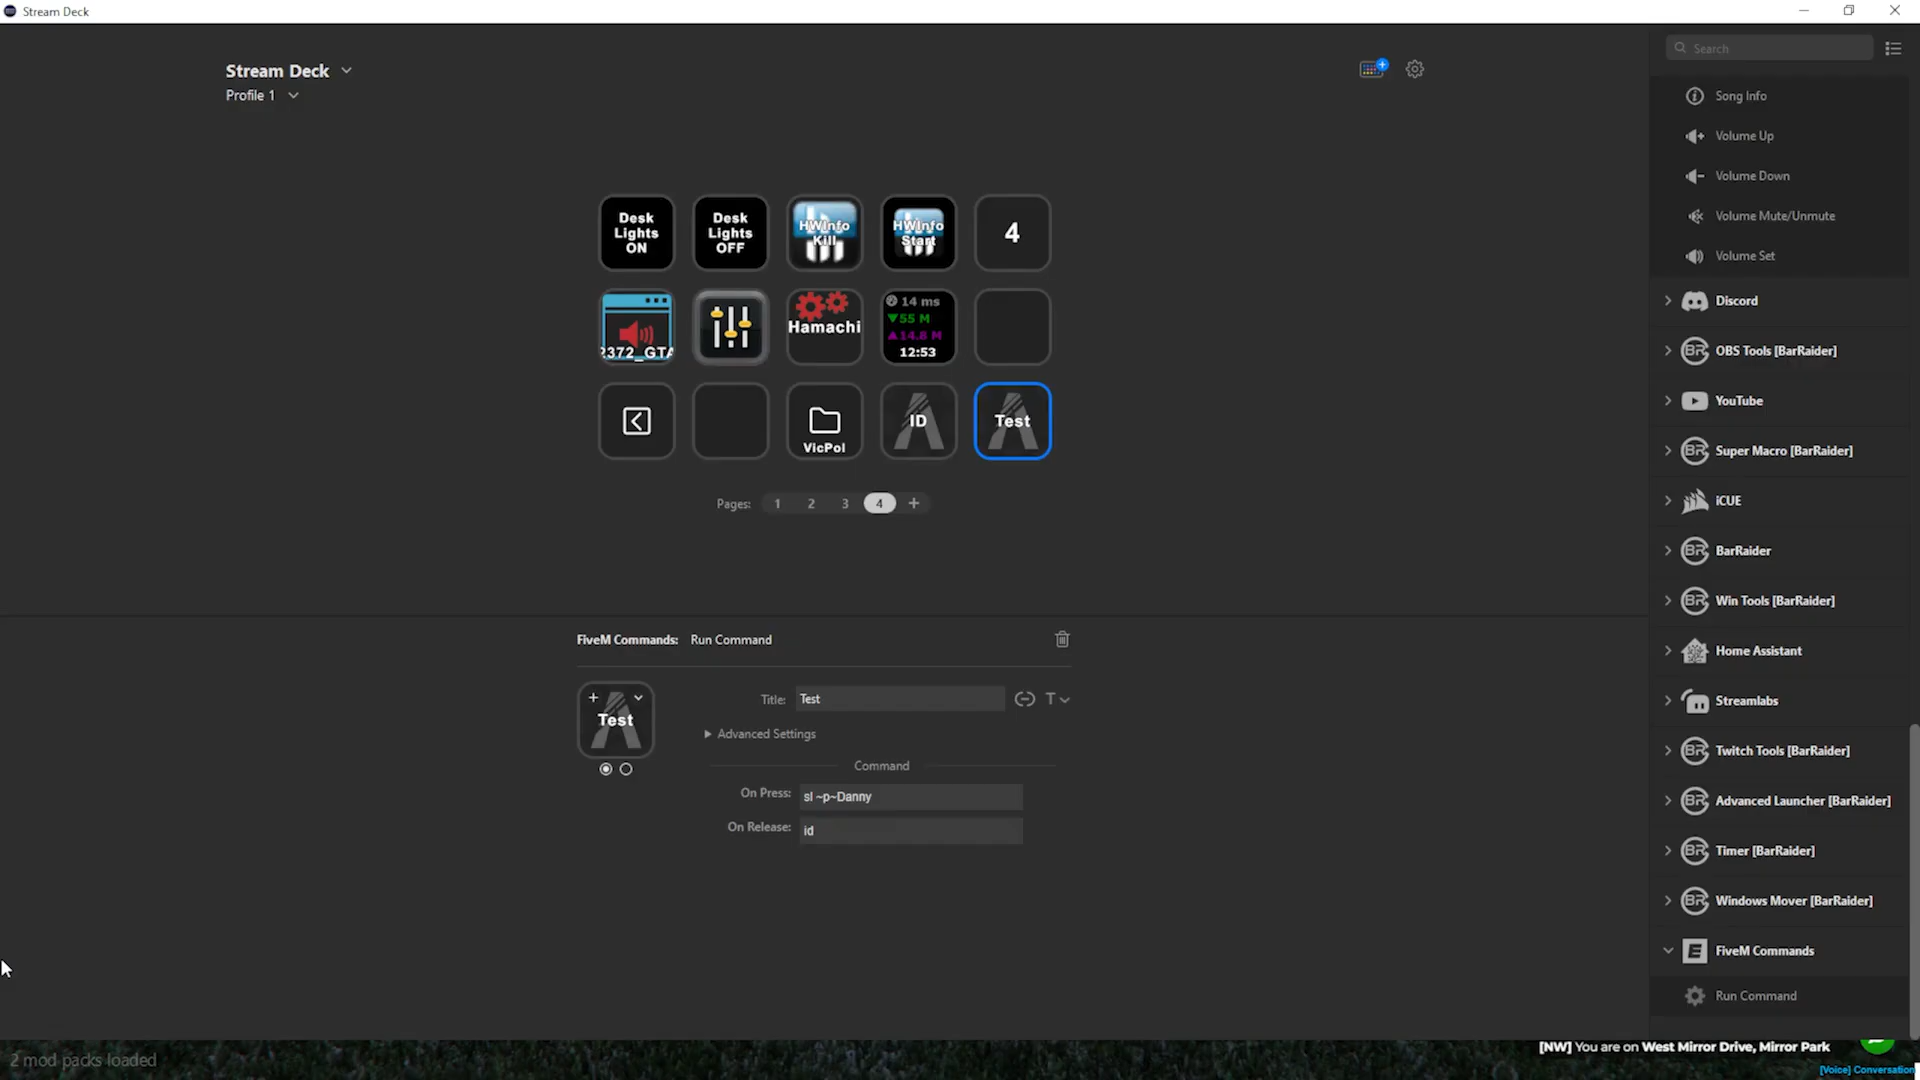 Stream Deck
Stream Deck
Profile 1
Search
Song Info
Volume Up
Volume Down
Volume Mute/Unmute
Volume Set
Discord
OBS Tools [BarRaider]
YouTube
Super Macro [BarRaider]
iCUE
BarRaider
Win Tools [BarRaider]
Home Assistant
Streamlabs
Twitch Tools [BarRaider]
Advanced Launcher [BarRaider]
Timer [BarRaider]
Windows Mover [BarRaider]
FiveM Commands
Run Command
Desk
Lights
ON
Desk
Lights
OFF
HWInfo
Kill
HWInfo
Start
4
2372_GTA
Hamachi
14 ms
▼55 M
▲14.8 M
12:53
VicPol
ID
Test
Pages: 1 2 3 4 +
FiveM Commands: Run Command
Test
Title: Test
T
Advanced Settings
Command
On Press: sl ~p~Danny
On Release: id
2 mod packs loaded
[NW] You are on West Mirror Drive, Mirror Park
[Voice] Conversation